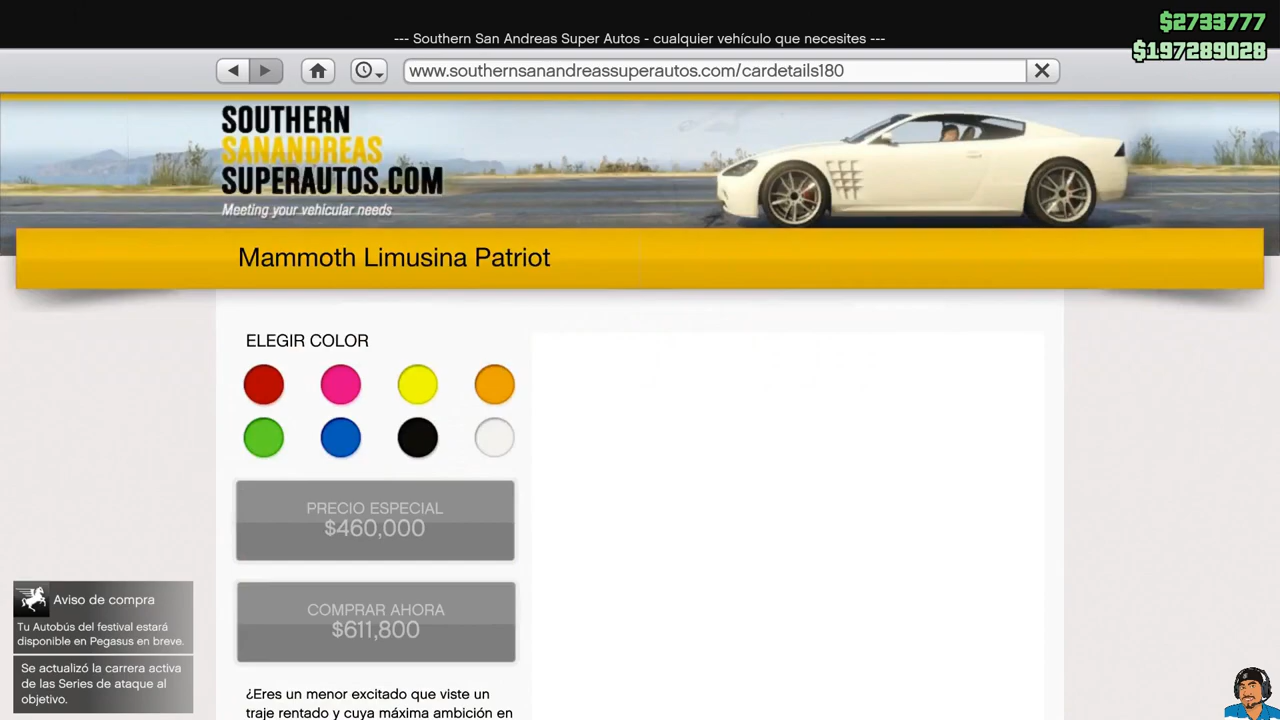 $2733777
--- Southern San Andreas Super Autos - cualquier vehículo que necesites ---
$197289028
www.southernsanandreassuperautos.com/cardetails180
SOUTHERN
SANANDREAS
SUPERAUTOS.COM
Meeting your vehicular needs
Mammoth Limusina Patriot
ELEGIR COLOR
PRECIO ESPECIAL
$460,000
COMPRAR AHORA
$611,800
¿Eres un menor excitado que viste un
traje rentado y cuya máxima ambición en
Aviso de compra
Tu Autobús del festival estará
disponible en Pegasus en breve.
Se actualizó la carrera activa
de las Series de ataque al
objetivo.